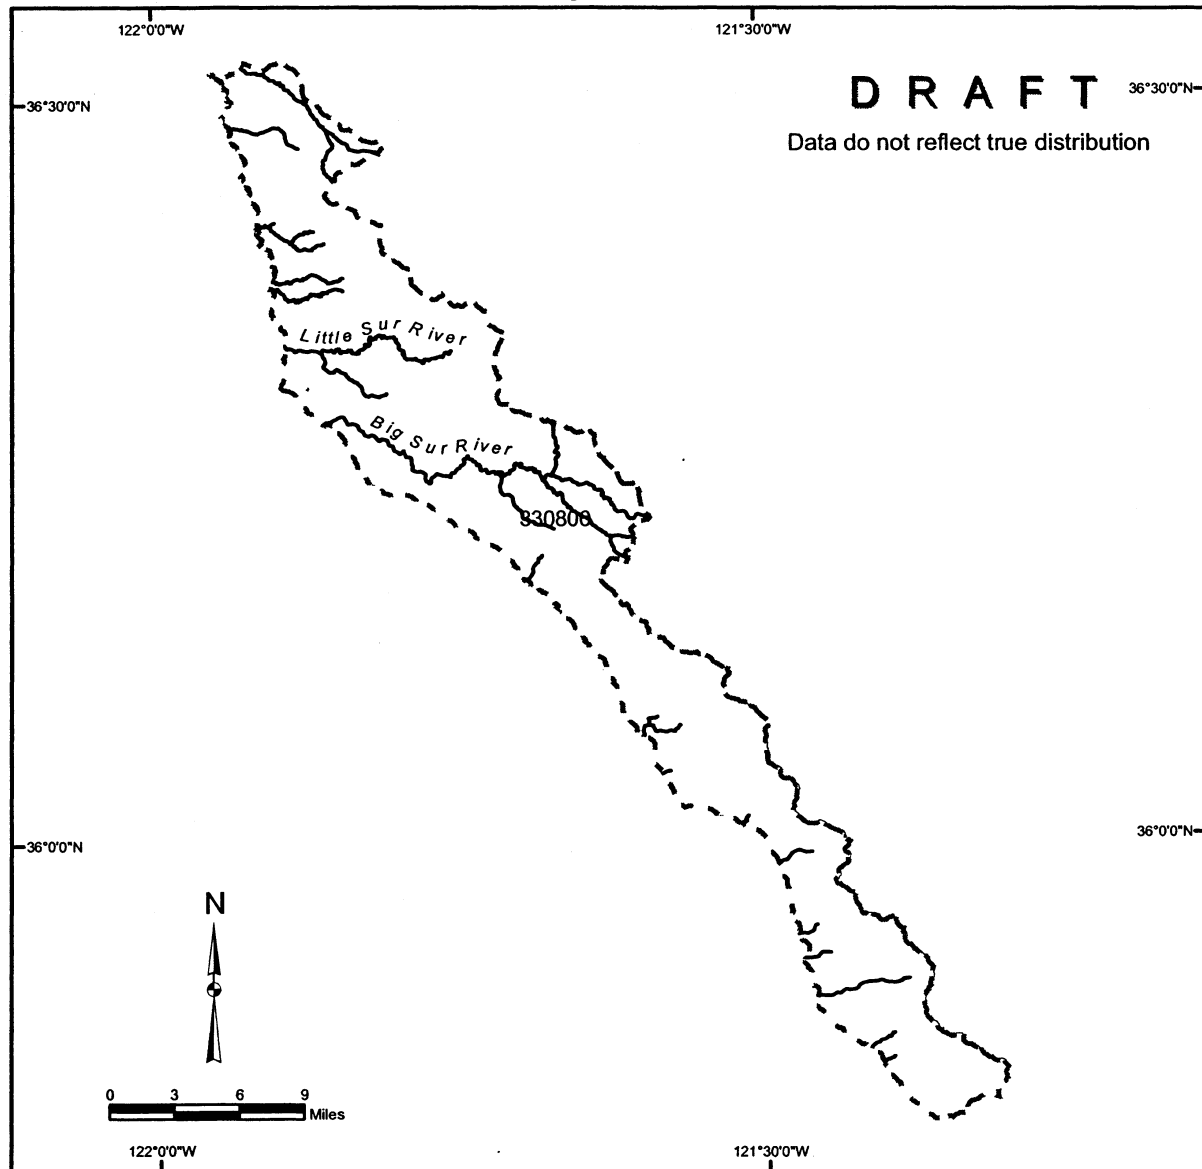 122°0'0"W
121°30'0"W
DRAFT
36°30'0"N
36°30'0"N
Data do not reflect true distribution
Little Sur River
Big Sur River
330800
36°0'0"N
36°0'0"N
N
0 3 6 9
Miles
122°0'0"W
121°30'0"W